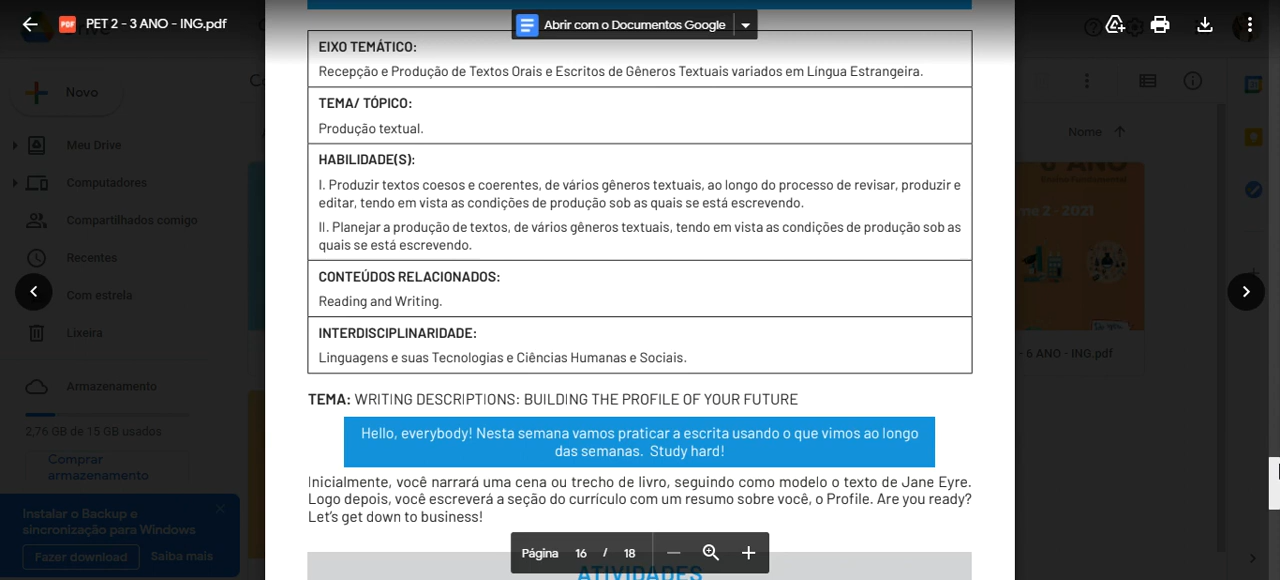 PET 2 - 3 ANO - ING.pdf
Abrir com o Documentos Google
EIXO TEMÁTICO:
Recepção e Produção de Textos Orais e Escritos de Gêneros Textuais variados em Língua Estrangeira.
TEMA/ TÓPICO:
Produção textual.
HABILIDADE(S):
I. Produzir textos coesos e coerentes, de vários gêneros textuais, ao longo do processo de revisar, produzir e
editar, tendo em vista as condições de produção sob as quais se está escrevendo.
II. Planejar a produção de textos, de vários gêneros textuais, tendo em vista as condições de produção sob as
quais se está escrevendo.
CONTEÚDOS RELACIONADOS:
Reading and Writing.
INTERDISCIPLINARIDADE:
Linguagens e suas Tecnologias e Ciências Humanas e Sociais.
TEMA: WRITING DESCRIPTIONS: BUILDING THE PROFILE OF YOUR FUTURE
Hello, everybody! Nesta semana vamos praticar a escrita usando o que vimos ao longo
das semanas. Study hard!
Inicialmente, você narrará uma cena ou trecho de livro, seguindo como modelo o texto de Jane Eyre.
Logo depois, você escreverá a seção do currículo com um resumo sobre você, o Profile. Are you ready?
Let's get down to business!
ATIVIDADES
Página 16 / 18
Novo
Meu Drive
Computadores
Compartilhados comigo
Recentes
Com estrela
Lixeira
Armazenamento
2,76 GB de 15 GB usados
Comprar
armazenamento
Instalar o Backup e
sincronização para Windows
Fazer download
Saiba mais
Nome
6 ANO
Ensino Fundamental
me 2 - 2021
- 6 ANO - ING.pdf